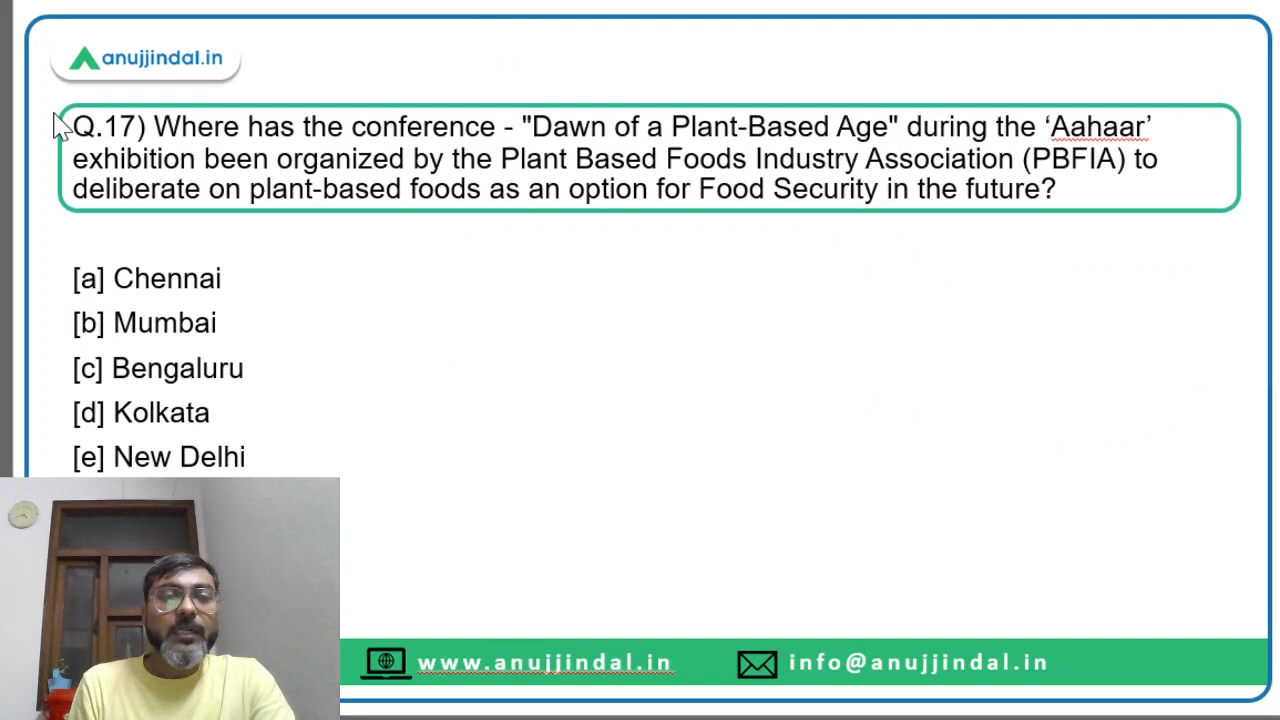 anujjindal.in
Q.17) Where has the conference - "Dawn of a Plant-Based Age" during the ‘Aahaar’
exhibition been organized by the Plant Based Foods Industry Association (PBFIA) to
deliberate on plant-based foods as an option for Food Security in the future?
[a] Chennai
[b] Mumbai
[c] Bengaluru
[d] Kolkata
[e] New Delhi
www.anujjindal.in
info@anujjindal.in